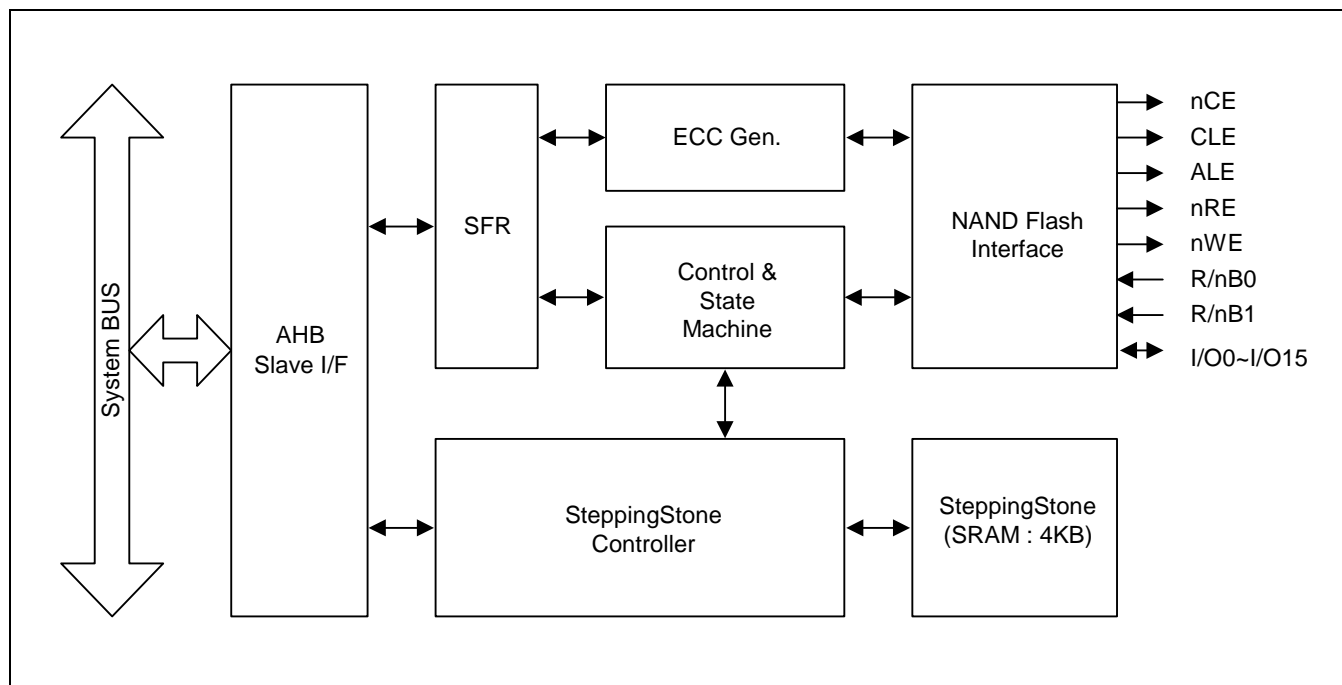 System BUS
AHB
Slave I/F
SFR
ECC Gen.
Control &
State
Machine
NAND Flash
Interface
nCE
CLE
ALE
nRE
nWE
R/nB0
R/nB1
I/O0~I/O15
SteppingStone
Controller
SteppingStone
(SRAM : 4KB)